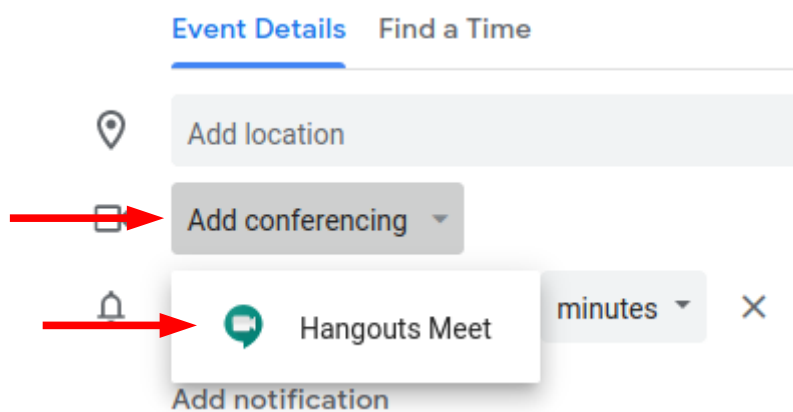 Event Details Find a Time
Add location
Add conferencing
Hangouts Meet
minutes
Add notification